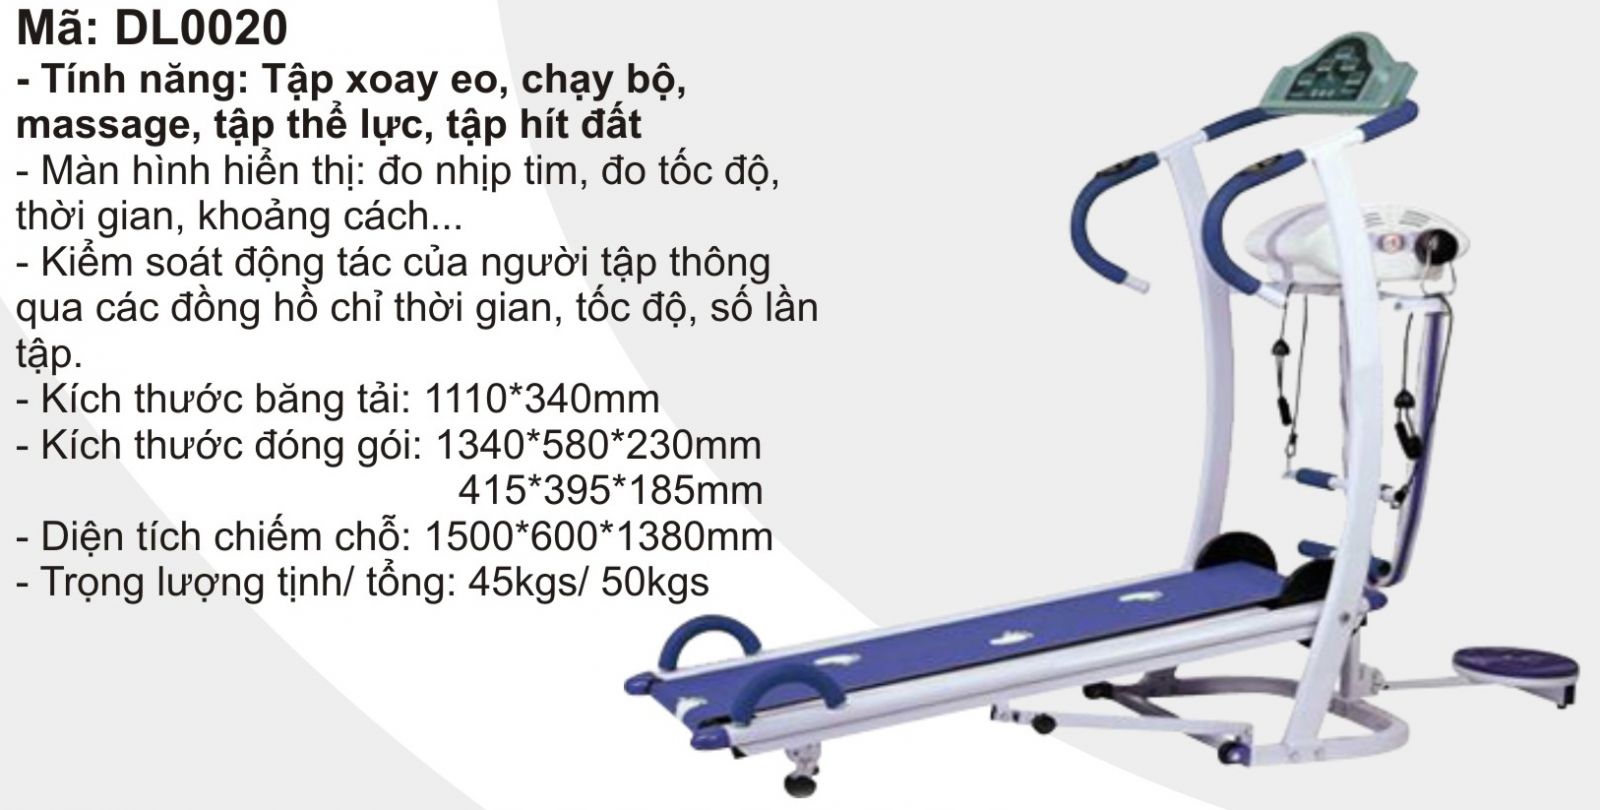 Mã: DL0020
- Tính năng: Tập xoay eo, chạy bộ,
massage, tập thể lực, tập hít đất
- Màn hình hiển thị: đo nhịp tim, đo tốc độ,
thời gian, khoảng cách...
- Kiểm soát động tác của người tập thông
qua các đồng hồ chỉ thời gian, tốc độ, số lần
tập.
- Kích thước băng tải: 1110*340mm
- Kích thước đóng gói: 1340*580*230mm
415*395*185mm
- Diện tích chiếm chỗ: 1500*600*1380mm
- Trọng lượng tịnh/ tổng: 45kgs/ 50kgs